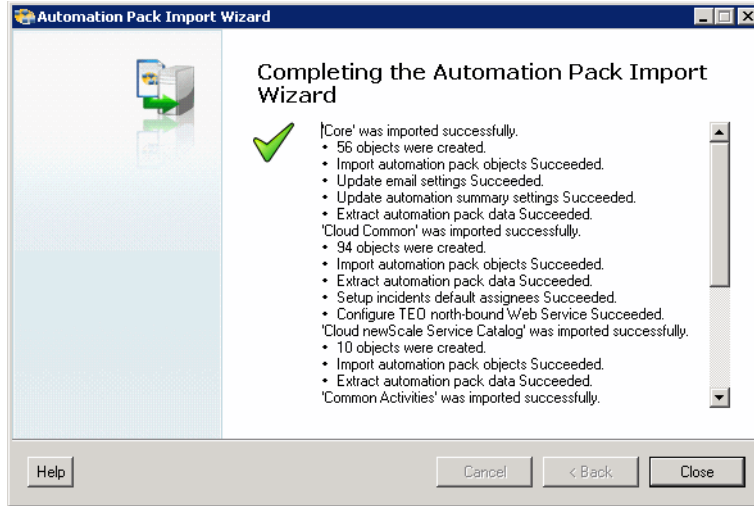 Automation Pack Import Wizard
Completing the Automation Pack Import
Wizard
'Core' was imported successfully.
• 56 objects were created.
• Import automation pack objects Succeeded.
• Update email settings Succeeded.
• Update automation summary settings Succeeded.
• Extract automation pack data Succeeded.
'Cloud Common' was imported successfully.
• 94 objects were created.
• Import automation pack objects Succeeded.
• Extract automation pack data Succeeded.
• Setup incidents default assignees Succeeded.
• Configure TEO north-bound Web Service Succeeded.
'Cloud newScale Service Catalog' was imported successfully.
• 10 objects were created.
• Import automation pack objects Succeeded.
• Extract automation pack data Succeeded.
'Common Activities' was imported successfully.
Help
Cancel
< Back
Close